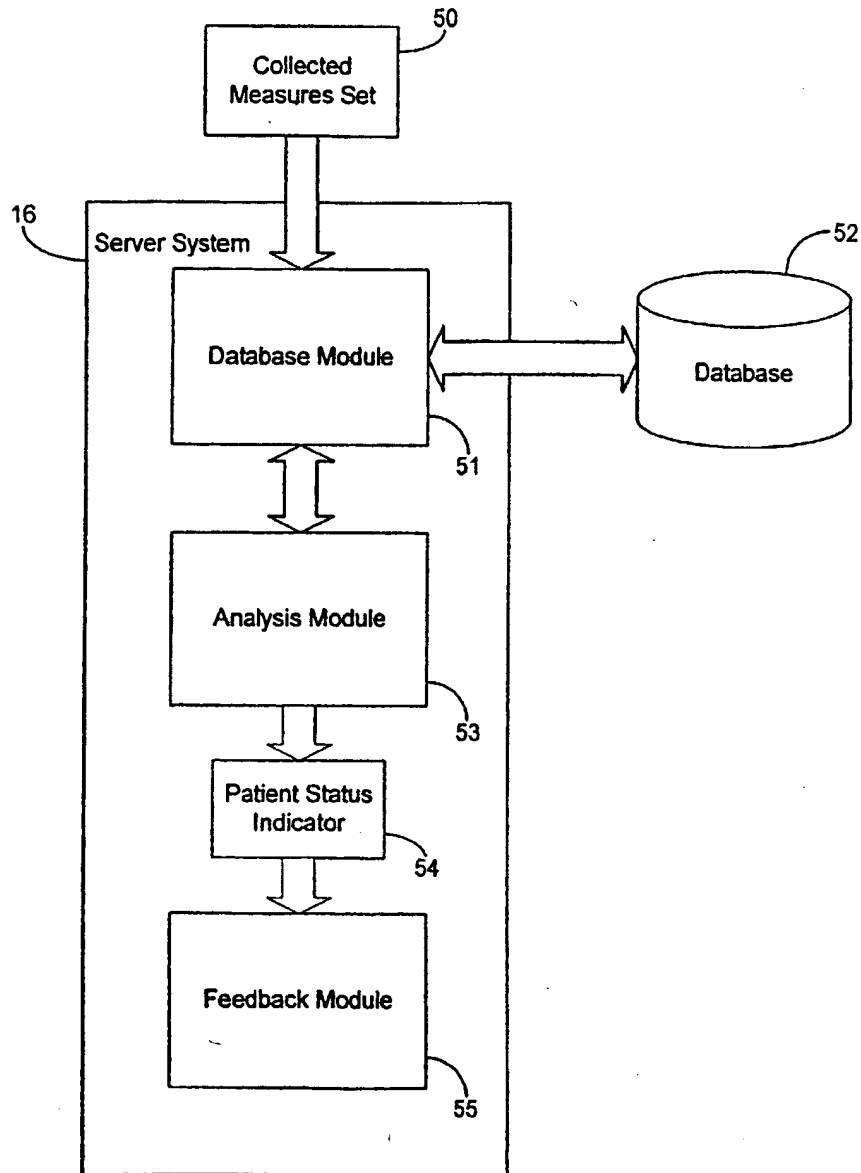 50
Collected
Measures Set
16
Server System
52
Database Module
Database
51
Analysis Module
53
Patient Status
Indicator
54
Feedback Module
55